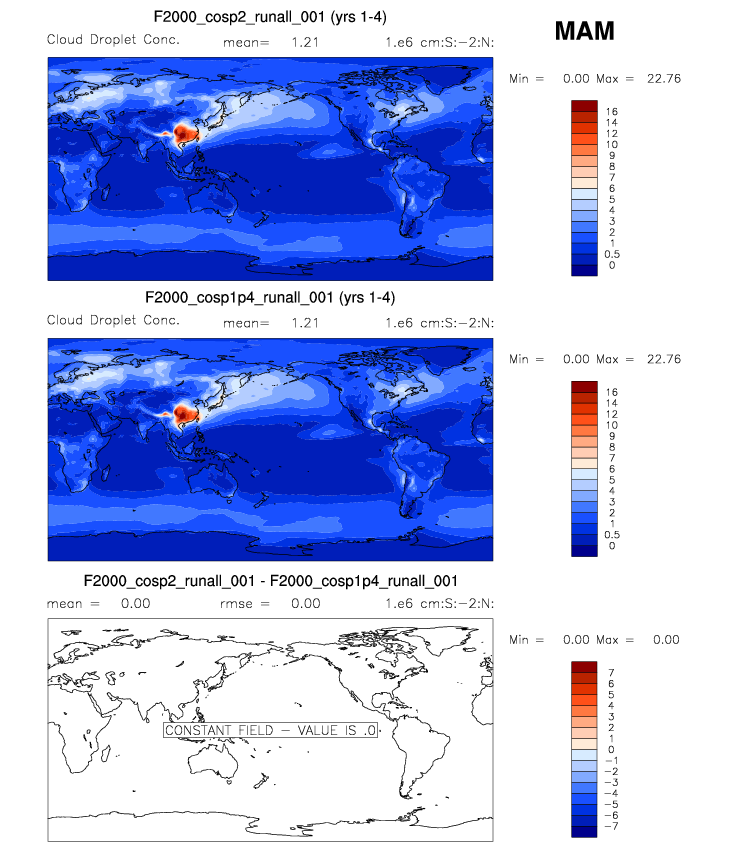 F2000_cosp2_runall_001 (yrs 1-4)
MAM
Cloud Droplet Conc.
mean= 1.21
1.e6 cm:S:-2:N:
Min = 0.00 Max = 22.76
16
14
12
10
9
8
7
6
5
4
3
2
1
0.5
0
F2000_cosp1p4_runall_001 (yrs 1-4)
Cloud Droplet Conc.
mean= 1.21
1.e6 cm:S:-2:N:
Min = 0.00 Max = 22.76
16
14
12
10
9
8
7
6
5
4
3
2
1
0.5
0
F2000_cosp2_runall_001 - F2000_cosp1p4_runall_001
mean = 0.00
rmse = 0.00
1.e6 cm:S:-2:N:
Min = 0.00 Max = 0.00
7
6
5
4
3
2
1
0
-1
-2
-3
-4
-5
-6
-7
CONSTANT FIELD - VALUE IS .0